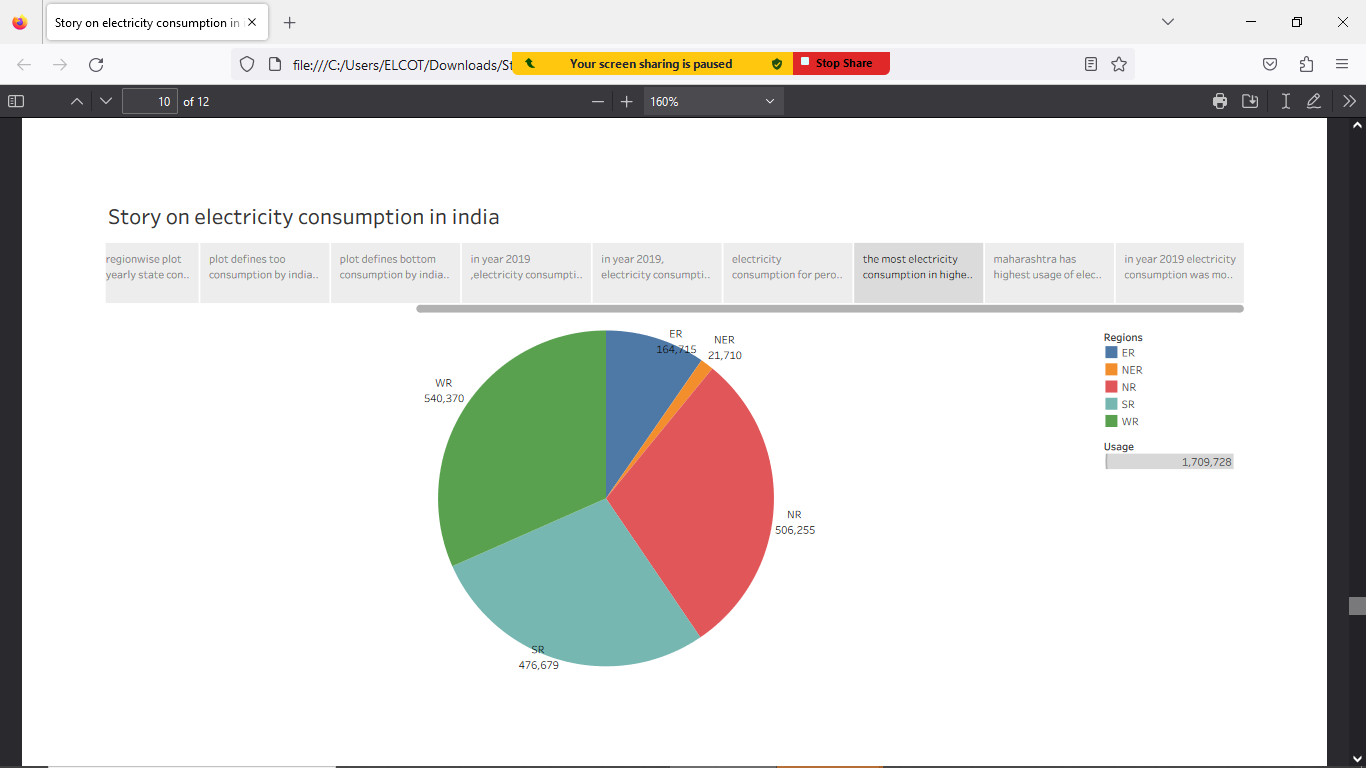 Story on electricity consumption in
file:///C:/Users/ELCOT/Downloads/St
Your screen sharing is paused
Stop Share
10 of 12
160%
Story on electricity consumption in india
regionwise plot
yearly state con..
plot defines too
consumption by india..
plot defines bottom
consumption by india..
in year 2019
,electricity consumpti..
in year 2019,
electricity consumpti..
electricity
consumption for pero..
the most electricity
consumption in highe..
maharashtra has
highest usage of elec..
in year 2019 electricity
consumption was mo..
ER
164,715
NER
21,710
WR
540,370
NR
506,255
SR
476,679
Regions
ER
NER
NR
SR
WR
Usage
1,709,728